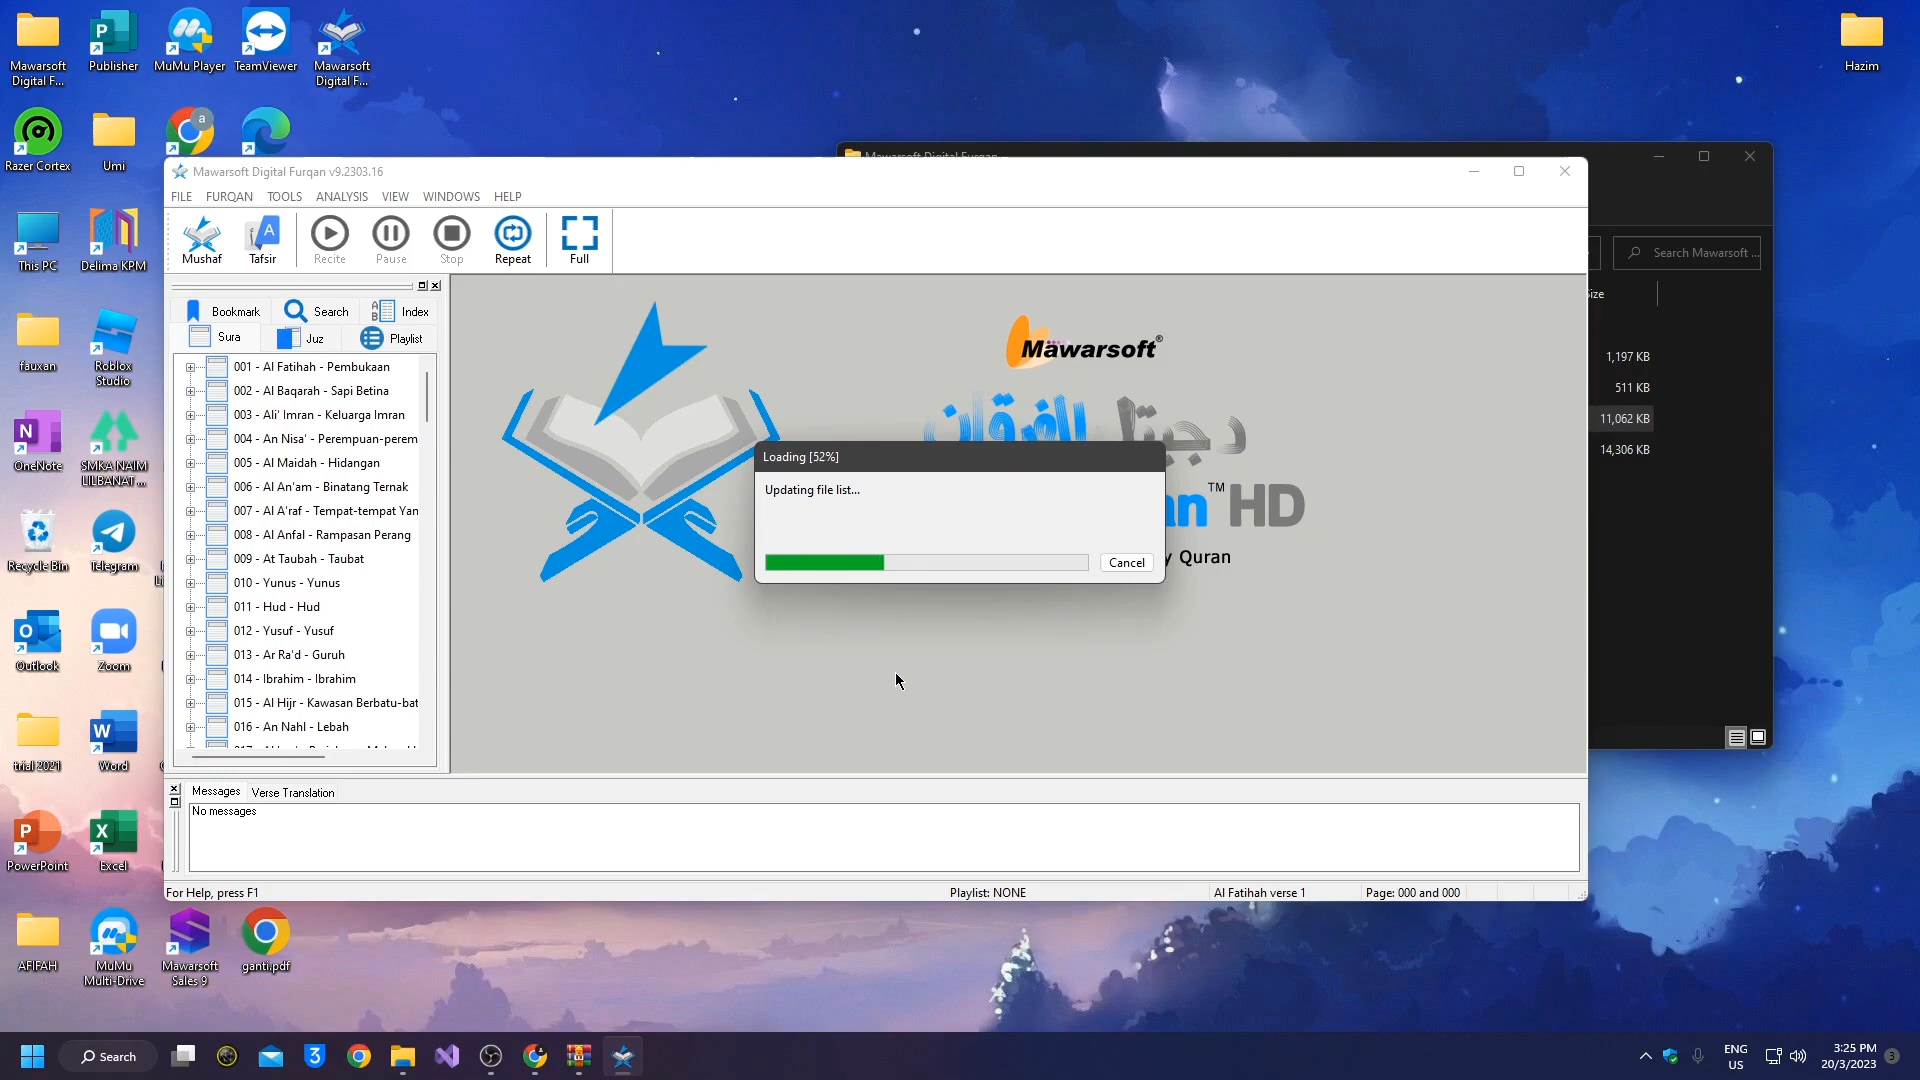 Mawarsoft
Digital F...
Publisher
MuMu Player
TeamViewer
Mawarsoft
Digital F...
Hazim
Razer Cortex
Umi
Mawarsoft Digital Furqan v9.2303.16
FILE FURQAN TOOLS ANALYSIS VIEW WINDOWS HELP
Mushaf Tafsir Recite Pause Stop Repeat Full
This PC
Delima KPM
Search Mawarsoft ...
Bookmark Search Index
Sura Juz Playlist
fauxan
Roblox
Studio
001 - Al Fatihah - Pembukaan
002 - Al Baqarah - Sapi Betina
003 - Ali' Imran - Keluarga Imran
004 - An Nisa' - Perempuan-perem
005 - Al Maidah - Hidangan
006 - Al An'am - Binatang Ternak
007 - Al A'raf - Tempat-tempat Yan
008 - Al Anfal - Rampasan Perang
009 - At Taubah - Taubat
010 - Yunus - Yunus
011 - Hud - Hud
012 - Yusuf - Yusuf
013 - Ar Ra'd - Guruh
014 - Ibrahim - Ibrahim
015 - Al Hijr - Kawasan Berbatu-bat
016 - An Nahl - Lebah
Mawarsoft®
دجيتل الفرقان
an™ HD
y Quran
Loading [52%]
Updating file list...
Cancel
1,197 KB
511 KB
11,062 KB
14,306 KB
OneNote
SMKA NAIM
LILBANAT ...
Recycle Bin
Telegram
Outlook
Zoom
trial 2021
Word
PowerPoint
Excel
Messages Verse Translation
No messages
For Help, press F1
Playlist: NONE
Al Fatihah verse 1
Page: 000 and 000
AFIFAH
MuMu
Multi-Drive
Mawarsoft
Sales 9
ganti.pdf
Search
ENG
US
3:25 PM
20/3/2023
3